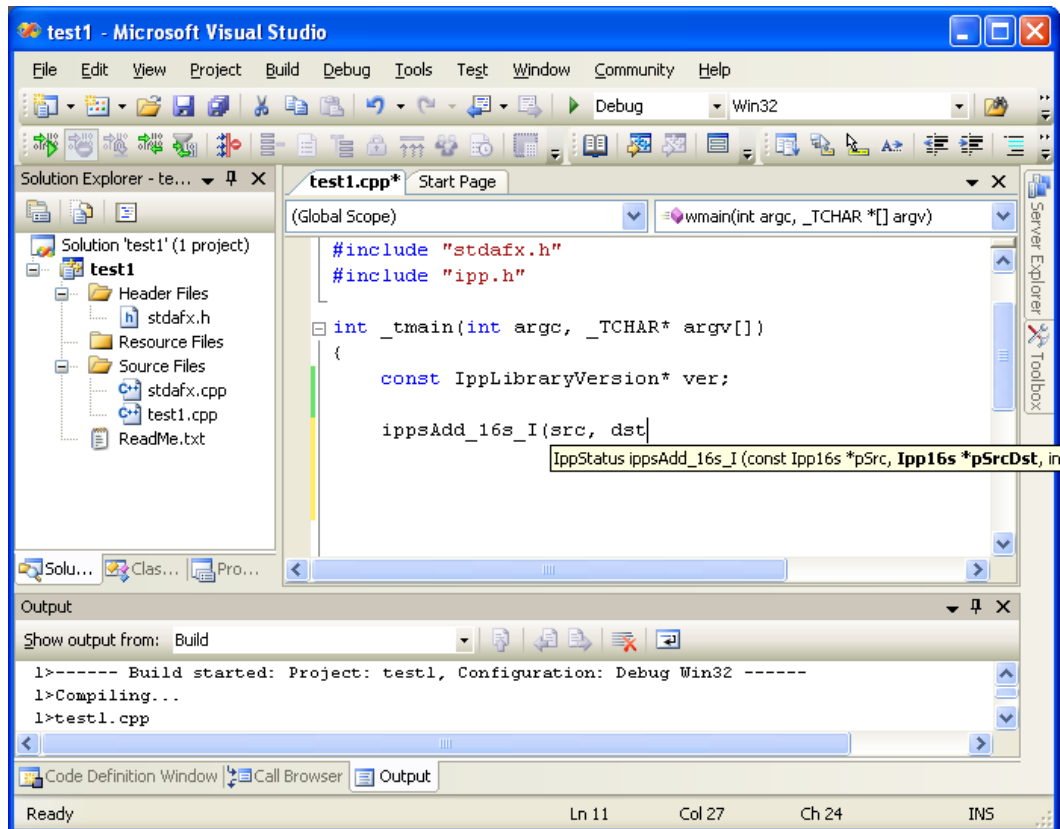 test1 - Microsoft Visual Studio
File Edit View Project Build Debug Tools Test Window Community Help
Debug Win32
Solution Explorer - te...
test1.cpp* Start Page
(Global Scope) wmain(int argc, _TCHAR *[] argv)
Solution 'test1' (1 project)
test1
Header Files
stdafx.h
Resource Files
Source Files
stdafx.cpp
test1.cpp
ReadMe.txt
#include "stdafx.h"
#include "ipp.h"
int _tmain(int argc, _TCHAR* argv[])
{
const IppLibraryVersion* ver;
ippsAdd_16s_I(src, dst
IppStatus ippsAdd_16s_I (const Ipp16s *pSrc, Ipp16s *pSrcDst, in
Server Explorer
Toolbox
Solu... Clas... Pro...
Output
Show output from: Build
1>------ Build started: Project: test1, Configuration: Debug Win32 ------
1>Compiling...
1>test1.cpp
Code Definition Window Call Browser Output
Ready Ln 11 Col 27 Ch 24 INS